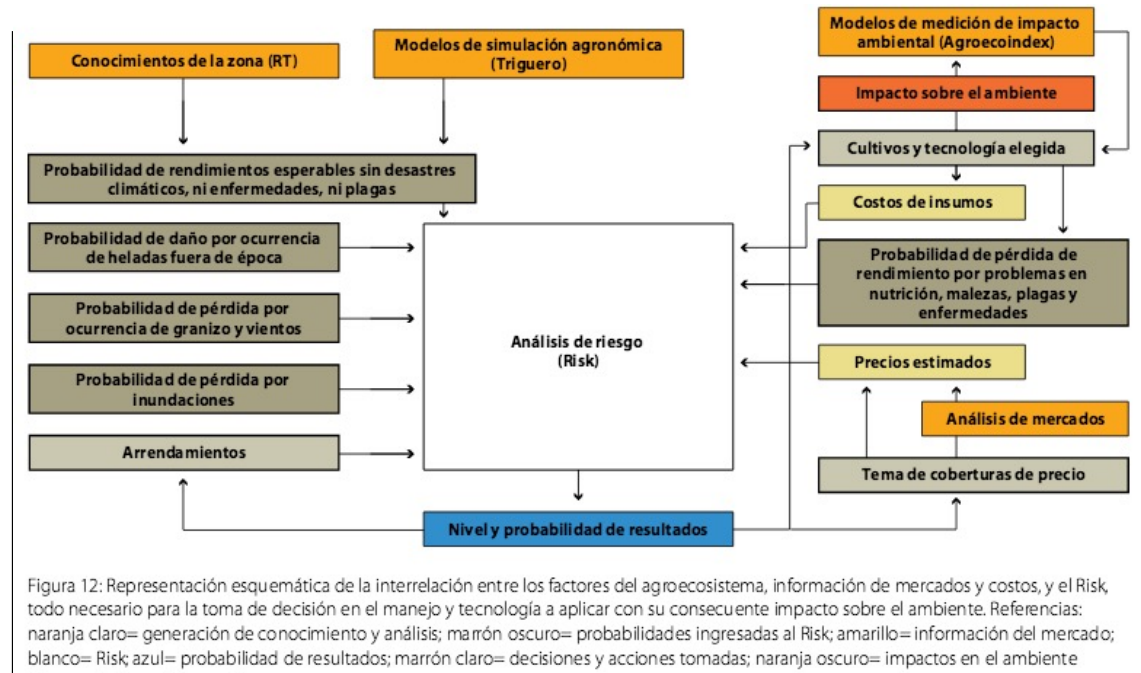 Conocimientos de la zona (RT)
Modelos de simulación agronómica
(Triguero)
Modelos de medición de impacto
ambiental (Agroecoindex)
Impacto sobre el ambiente
Cultivos y tecnología elegida
Probabilidad de rendimientos esperables sin desastres
climáticos, ni enfermedades, ni plagas
Costos de insumos
Probabilidad de daño por ocurrencia
de heladas fuera de época
Probabilidad de pérdida de
rendimiento por problemas en
nutrición, malezas, plagas y
enfermedades
Probabilidad de pérdida por
ocurrencia de granizo y vientos
Análisis de riesgo
(Risk)
Precios estimados
Probabilidad de pérdida por
inundaciones
Análisis de mercados
Arrendamientos
Tema de coberturas de precio
Nivel y probabilidad de resultados
Figura 12: Representación esquemática de la interrelación entre los factores del agroecosistema, información de mercados y costos, y el Risk,
todo necesario para la toma de decisión en el manejo y tecnología a aplicar con su consecuente impacto sobre el ambiente. Referencias:
naranja claro= generación de conocimiento y análisis; marrón oscuro= probabilidades ingresadas al Risk; amarillo= información del mercado;
blanco= Risk; azul= probabilidad de resultados; marrón claro= decisiones y acciones tomadas; naranja oscuro= impactos en el ambiente